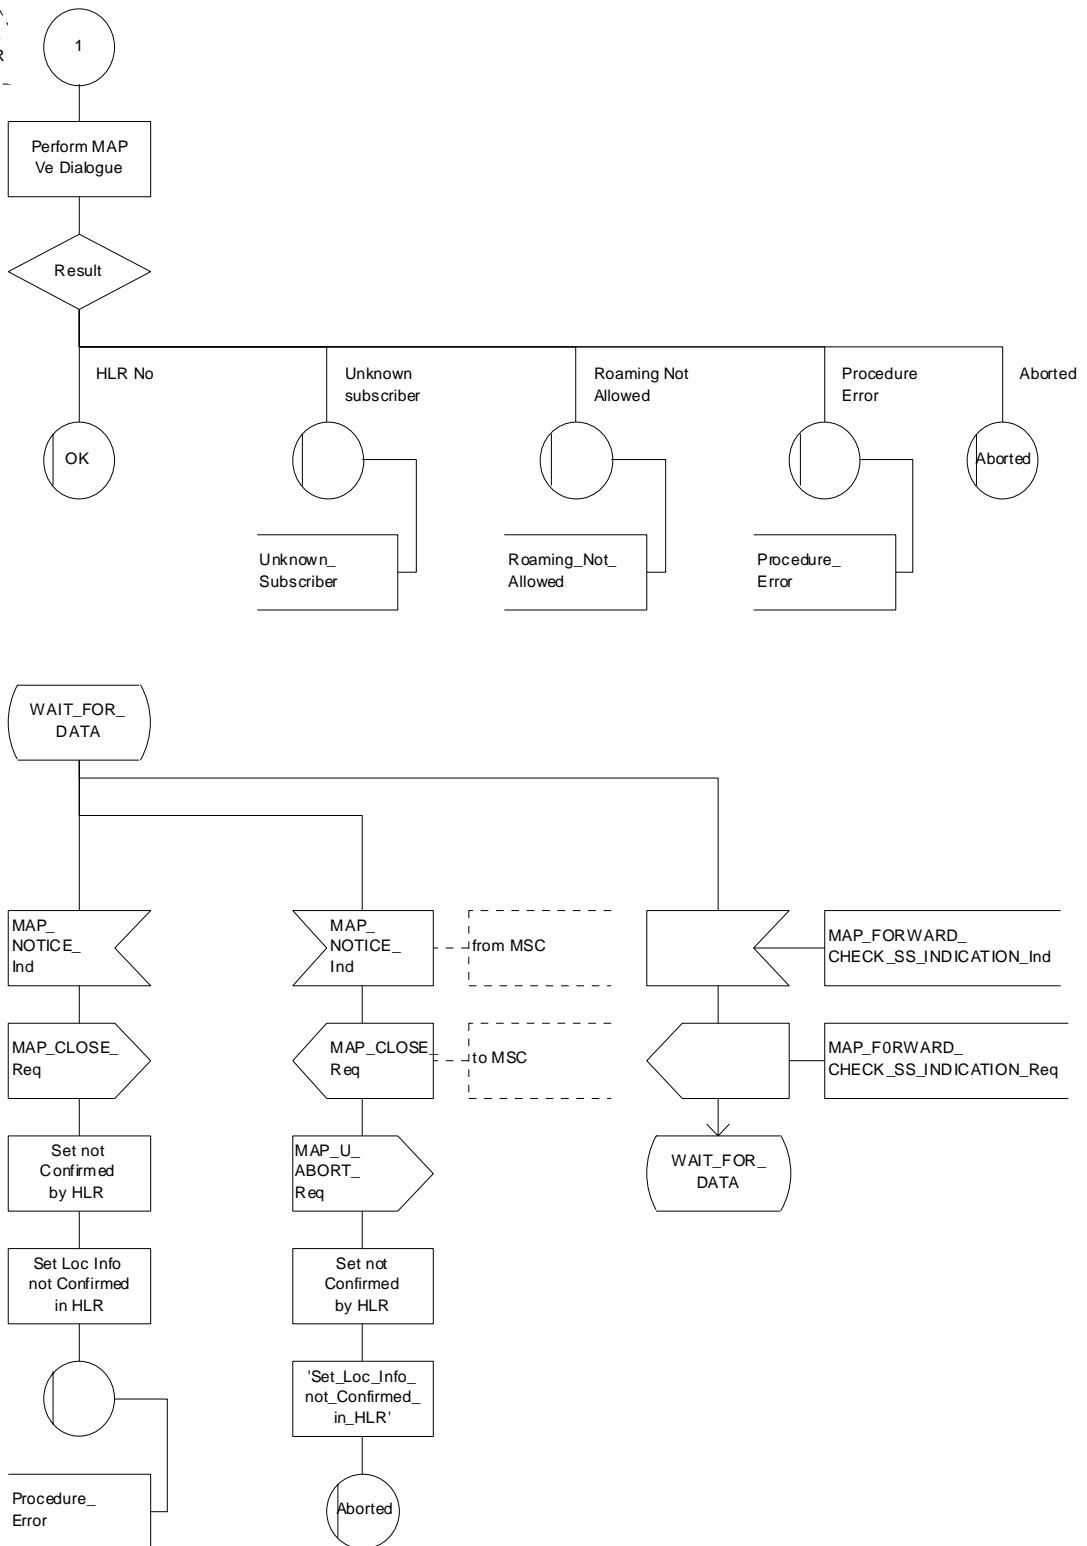 R
1
Perform MAP
Ve Dialogue
Result
HLR No
Unknown
subscriber
Roaming Not
Allowed
Procedure
Error
Aborted
OK
Aborted
Unknown_
Subscriber
Roaming_Not_
Allowed
Procedure_
Error
WAIT_FOR_
DATA
MAP_
NOTICE_
Ind
MAP_
NOTICE_
Ind
from MSC
MAP_FORWARD_
CHECK_SS_INDICATION_Ind
MAP_CLOSE_
Req
MAP_CLOSE_
Req
to MSC
MAP_F0RWARD_
CHECK_SS_INDICATION_Req
Set not
Confirmed
by HLR
MAP_U_
ABORT_
Req
WAIT_FOR_
DATA
Set Loc Info
not Confirmed
in HLR
Set not
Confirmed
by HLR
'Set_Loc_Info_
not_Confirmed_
in_HLR'
Procedure_
Error
Aborted